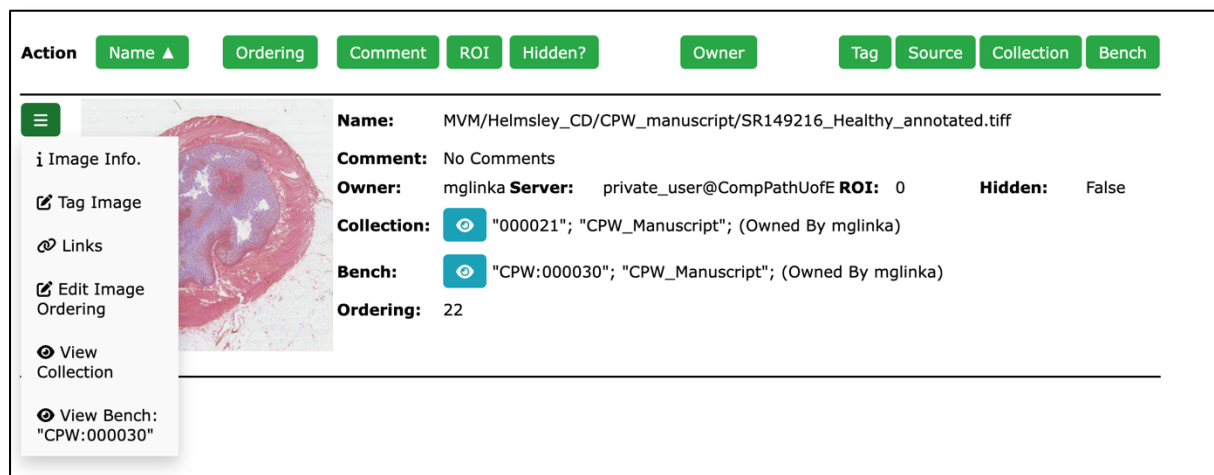 Action Name ▲ Ordering Comment ROI Hidden? Owner Tag Source Collection Bench
i Image Info.
Tag Image
Links
Edit Image
Ordering
View
Collection
View Bench:
"CPW:000030"
Name: MVM/Helmsley_CD/CPW_manuscript/SR149216_Healthy_annotated.tiff
Comment: No Comments
Owner: mglinka Server: private_user@CompPathUofE ROI: 0 Hidden: False
Collection: "000021"; "CPW_Manuscript"; (Owned By mglinka)
Bench: "CPW:000030"; "CPW_Manuscript"; (Owned By mglinka)
Ordering: 22